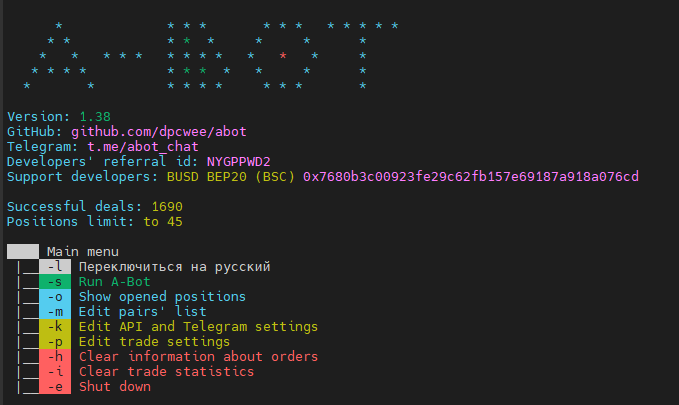 A-BOT
Version: 1.38
GitHub: github.com/dpcwee/abot
Telegram: t.me/abot_chat
Developers' referral id: NYGPPWD2
Support developers: BUSD BEP20 (BSC) 0x7680b3c00923fe29c62fb157e69187a918a076cd
Successful deals: 1690
Positions limit: to 45
Main menu
|__ -l Переключиться на русский
|__ -s Run A-Bot
|__ -o Show opened positions
|__ -m Edit pairs' list
|__ -k Edit API and Telegram settings
|__ -p Edit trade settings
|__ -h Clear information about orders
|__ -i Clear trade statistics
|__ -e Shut down